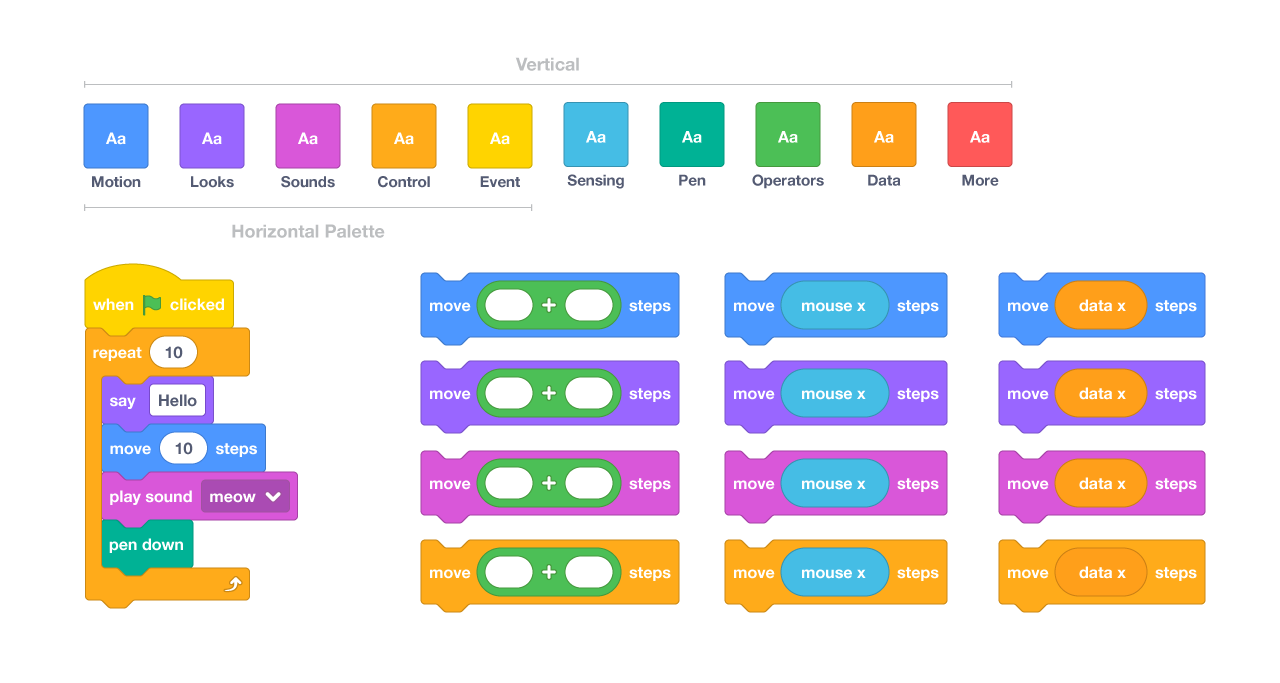 Vertical
Aa Aa Aa Aa Aa Aa Aa Aa Aa Aa
Motion Looks Sounds Control Event Sensing Pen Operators Data More
Horizontal Palette
when clicked
repeat 10
say Hello
move 10 steps
play sound meow
pen down
move + steps
move mouse x steps
move data x steps
move + steps
move mouse x steps
move data x steps
move + steps
move mouse x steps
move data x steps
move + steps
move mouse x steps
move data x steps